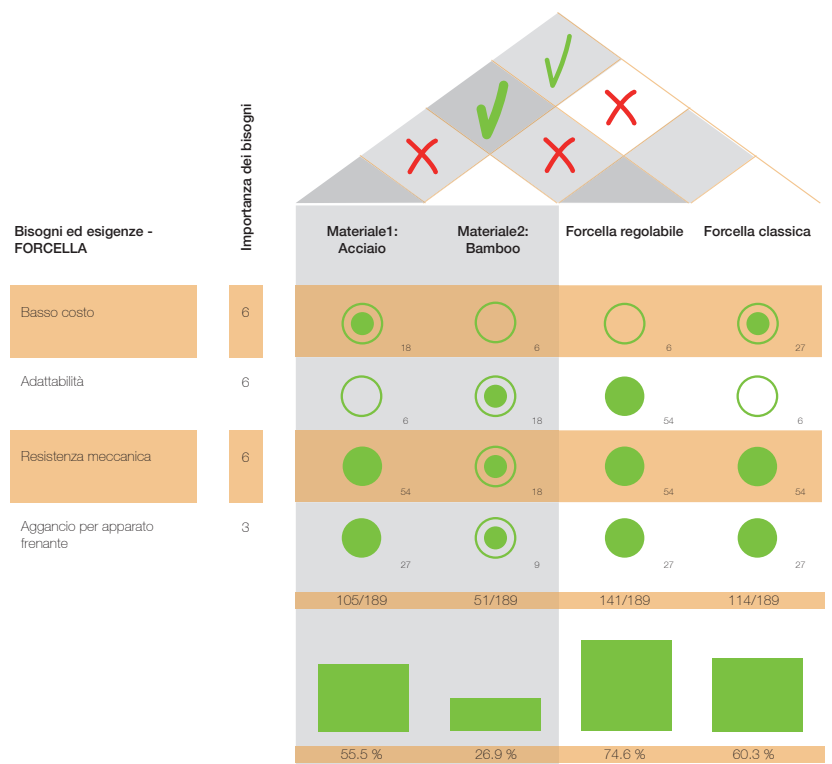 Importanza dei bisogni
Bisogni ed esigenze -
FORCELLA
Materiale1:
Acciaio
Materiale2:
Bamboo
Forcella regolabile
Forcella classica
Basso costo
6
18
6
6
27
Adattabilità
6
6
18
54
6
Resistenza meccanica
6
54
18
54
54
Aggancio per apparato
frenante
3
27
9
27
27
105/189
51/189
141/189
114/189
55.5 %
26.9 %
74.6 %
60.3 %